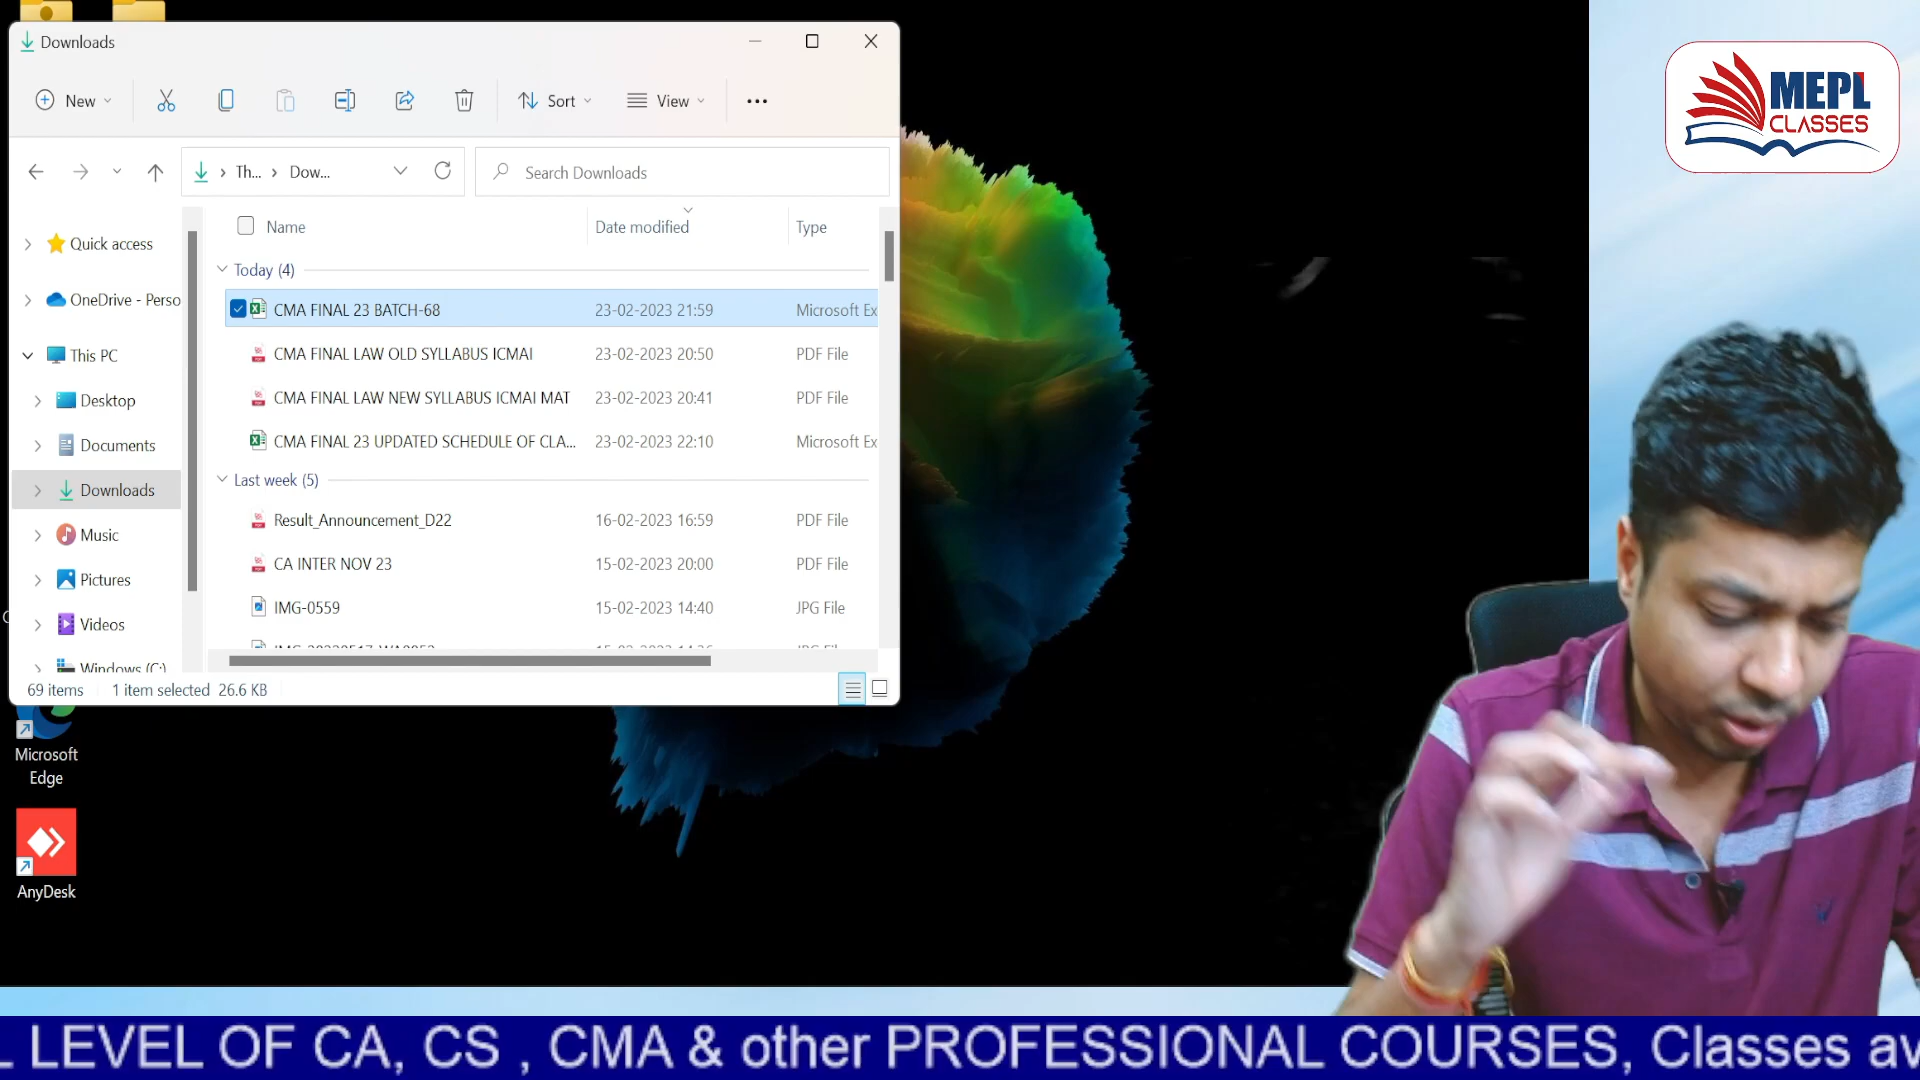 Downloads
New
Sort
View
Th...
Dow...
Search Downloads
Name
Date modified
Type
Quick access
OneDrive - Perso
This PC
Desktop
Documents
Downloads
Music
Pictures
Videos
Windows (C:)
Today (4)
CMA FINAL 23 BATCH-68 23-02-2023 21:59 Microsoft Ex
CMA FINAL LAW OLD SYLLABUS ICMAI 23-02-2023 20:50 PDF File
CMA FINAL LAW NEW SYLLABUS ICMAI MAT 23-02-2023 20:41 PDF File
CMA FINAL 23 UPDATED SCHEDULE OF CLA... 23-02-2023 22:10 Microsoft Ex
Last week (5)
Result_Announcement_D22 16-02-2023 16:59 PDF File
CA INTER NOV 23 15-02-2023 20:00 PDF File
IMG-0559 15-02-2023 14:40 JPG File
69 items 1 item selected 26.6 KB
Microsoft
Edge
AnyDesk
MEPL
CLASSES
LEVEL OF CA, CS , CMA & other PROFESSIONAL COURSES, Classes av